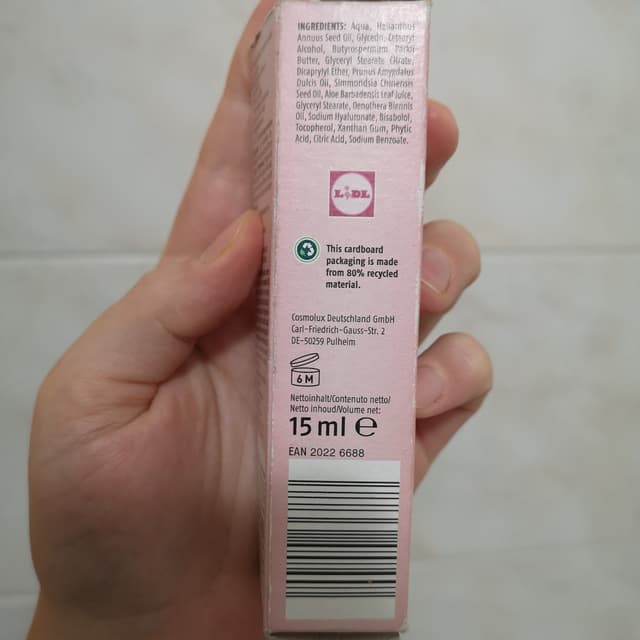 INGREDIENTS: Aqua, Helianthus
Annuus Seed Oil, Glycerin, Cetearyl
Alcohol, Butyrospermum Parkii
Butter, Glyceryl Stearate Citrate,
Dicaprylyl Ether, Prunus Amygdalus
Dulcis Oil, Simmondsia Chinensis
Seed Oil, Aloe Barbadensis Leaf Juice,
Glyceryl Stearate, Oenothera Biennis
Oil, Sodium Hyaluronate, Bisabolol,
Tocopherol, Xanthan Gum, Phytic
Acid, Citric Acid, Sodium Benzoate.
LIDL
This cardboard
packaging is made
from 80% recycled
material.
Cosmolux Deutschland GmbH
Carl-Friedrich-Gauss-Str. 2
DE-50259 Pulheim
6 M
Nettoinhalt/Contenuto netto/
Netto inhoud/Volume net:
15 ml e
EAN 2022 6688